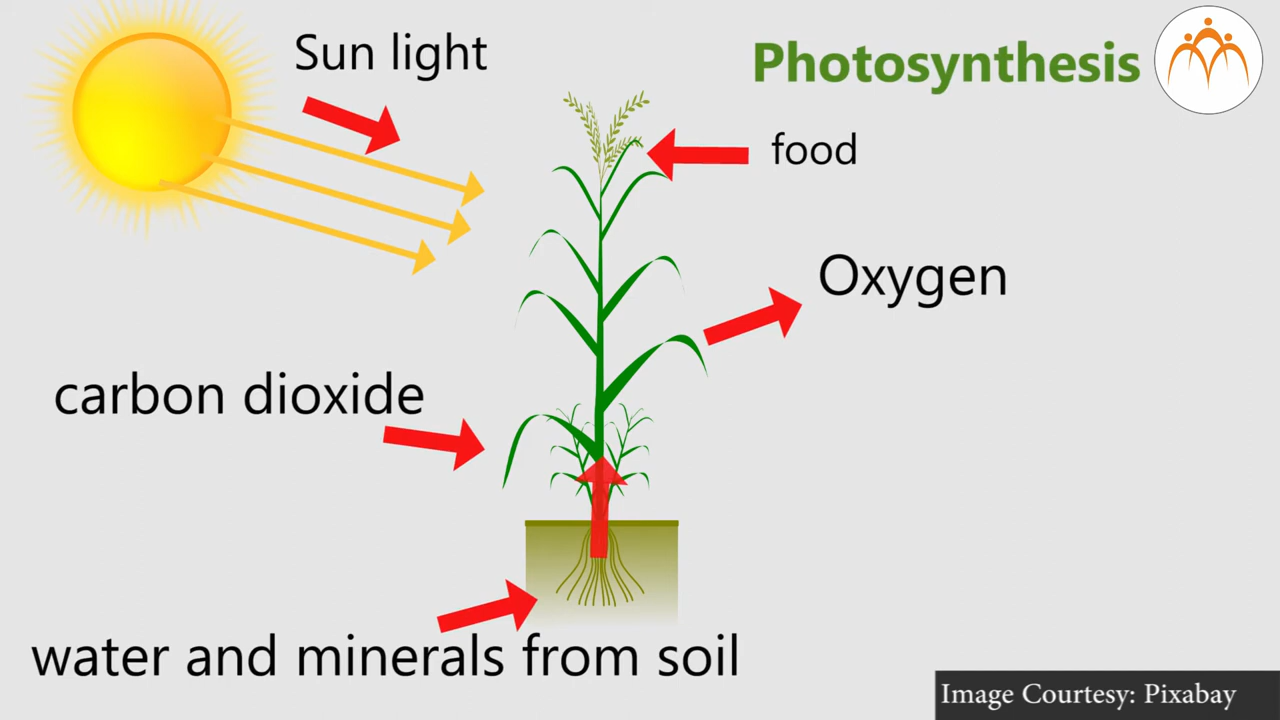 Sun light
Photosynthesis
food
Oxygen
carbon dioxide
water and minerals from soil
Image Courtesy: Pixabay